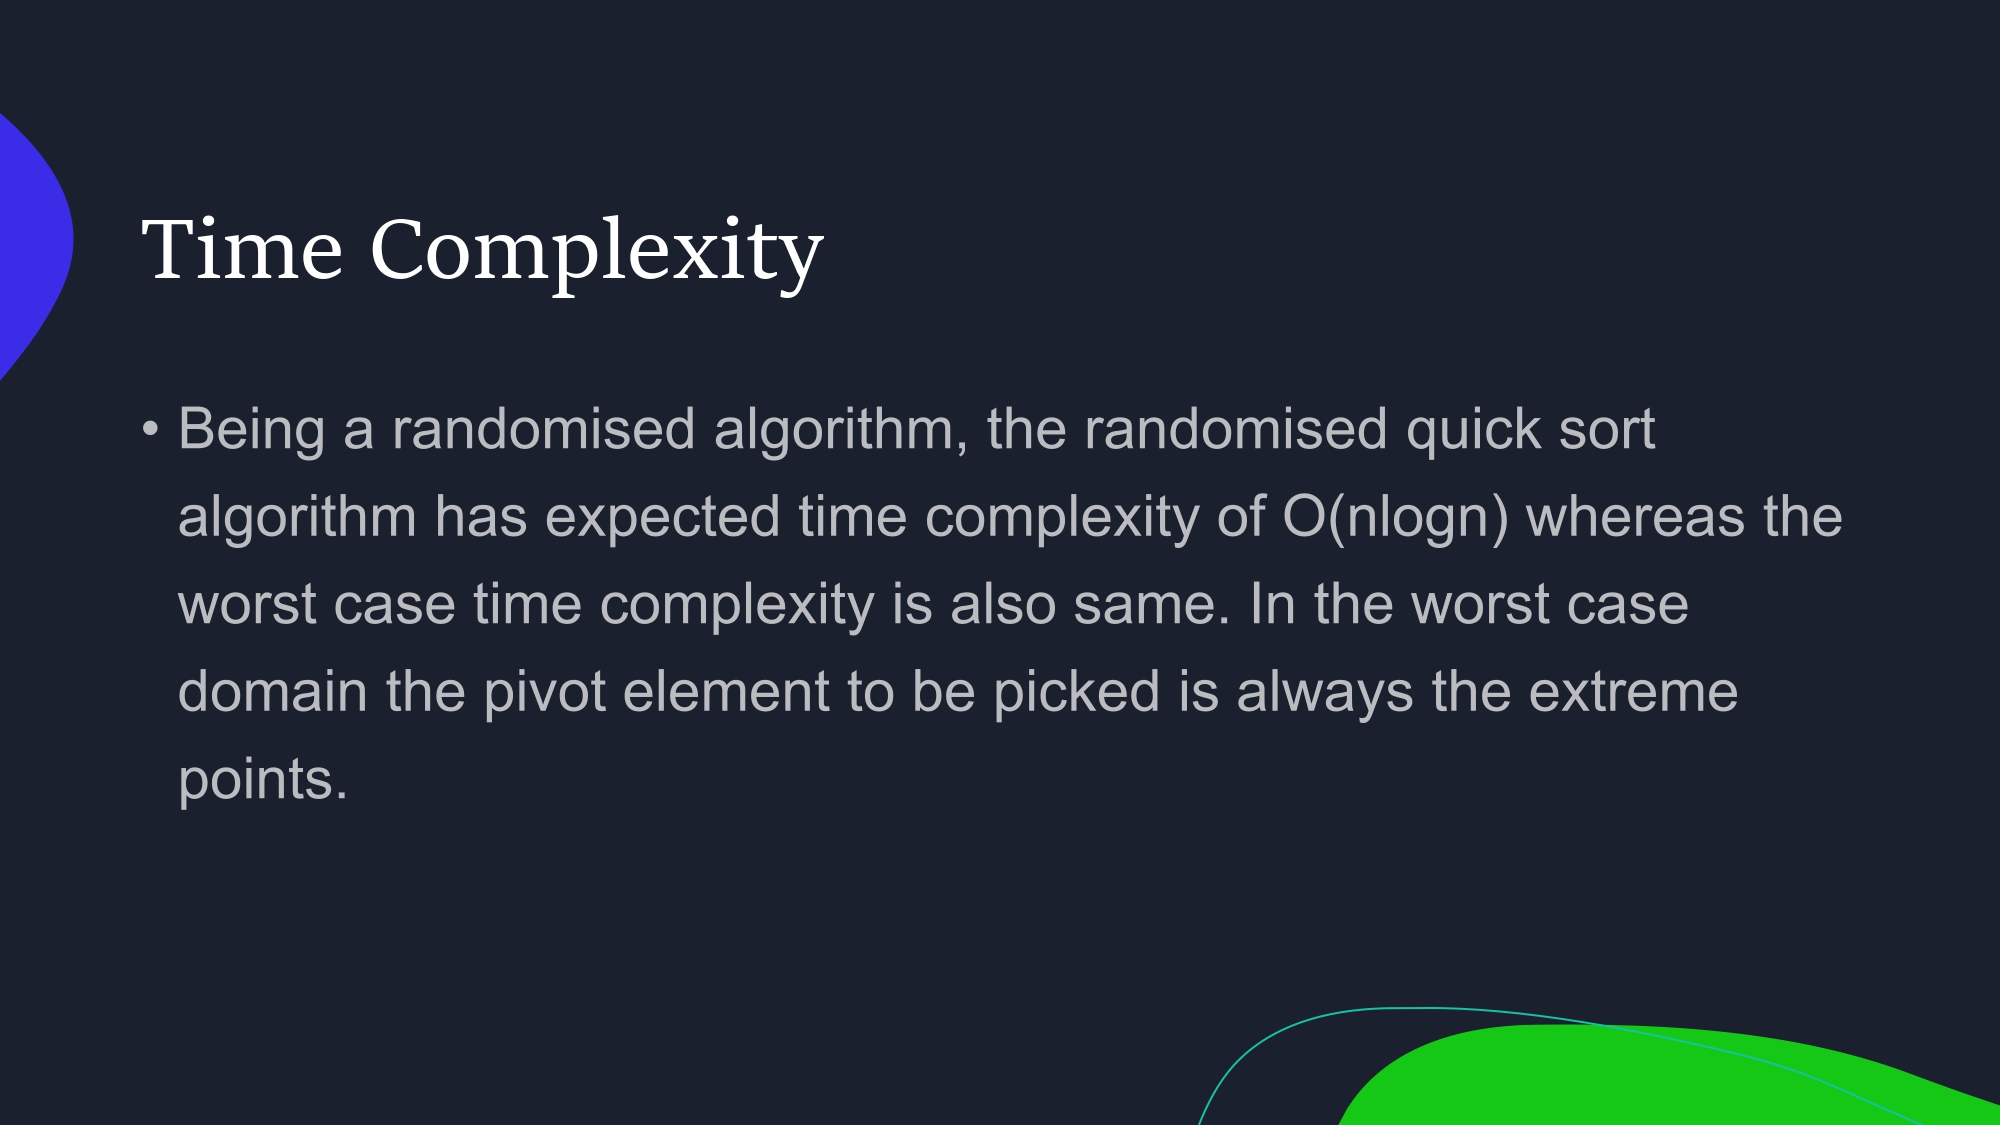 Time Complexity
• Being a randomised algorithm, the randomised quick sort
algorithm has expected time complexity of O(nlogn) whereas the
worst case time complexity is also same. In the worst case
domain the pivot element to be picked is always the extreme
points.